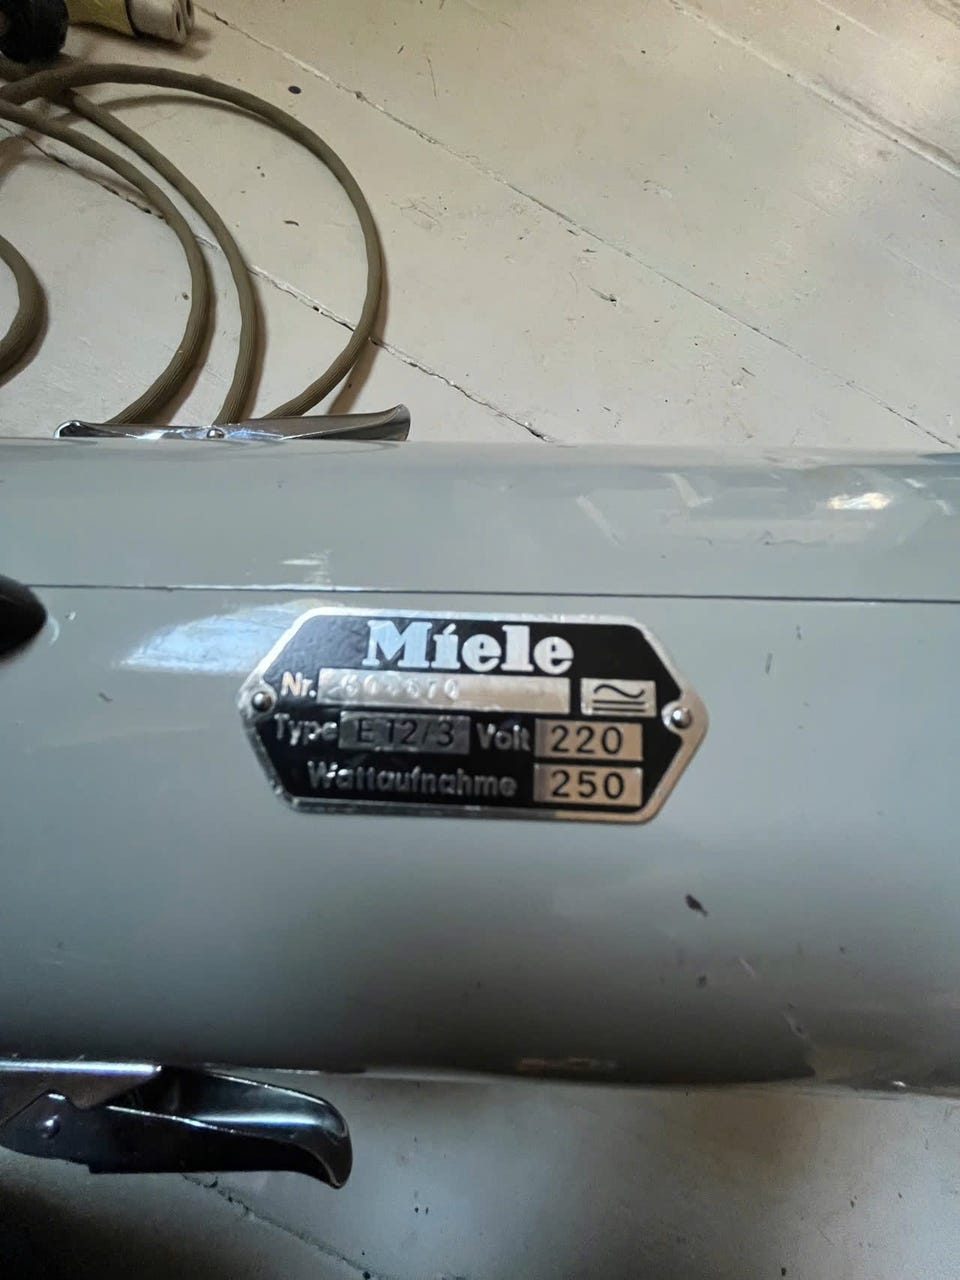 Miele
Nr.
Type E 12/3 Volt 220
Wattaufnahme 250